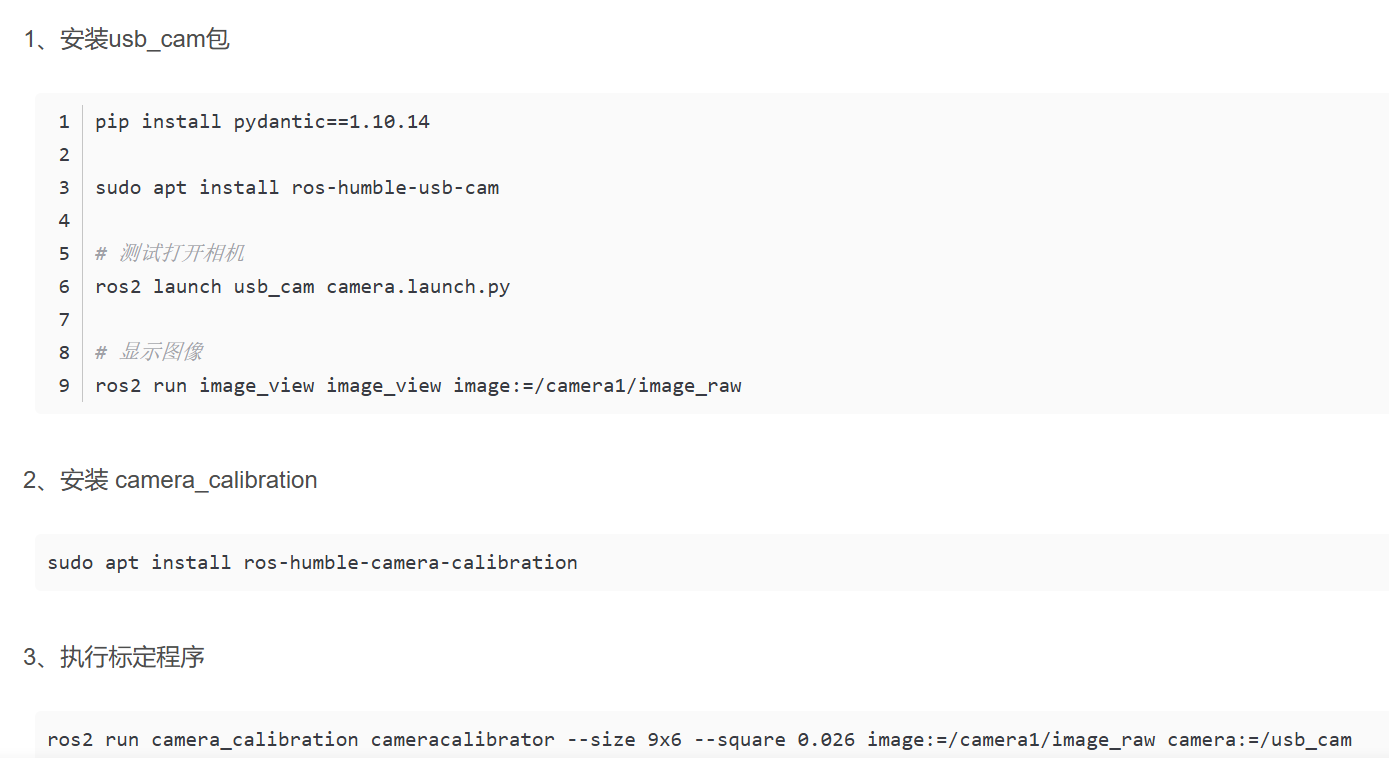 1、安装usb_cam包
1 pip install pydantic==1.10.14
2
3 sudo apt install ros-humble-usb-cam
4
5 # 测试打开相机
6 ros2 launch usb_cam camera.launch.py
7
8 # 显示图像
9 ros2 run image_view image_view image:=/camera1/image_raw
2、安装 camera_calibration
sudo apt install ros-humble-camera-calibration
3、执行标定程序
ros2 run camera_calibration cameracalibrator --size 9x6 --square 0.026 image:=/camera1/image_raw camera:=/usb_cam